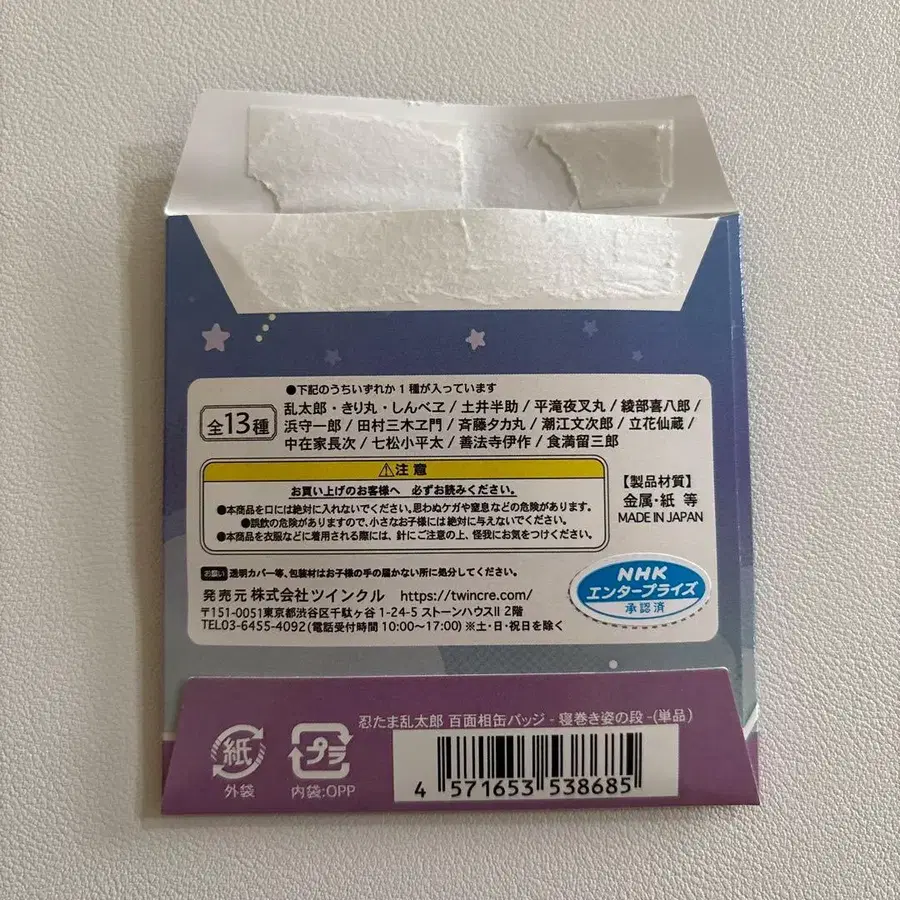 ●下記のうちいずれか1種が入っています
全13種
乱太郎・きり丸・しんべヱ/土井半助/平滝夜叉丸/綾部喜八郎/
浜守一郎/田村三木ヱ門/斉藤タカ丸/潮江文次郎/立花仙蔵/
中在家長次/七松小平太/善法寺伊作/食満留三郎
⚠注意
お買い上げのお客様へ 必ずお読みください。
●本商品を口には絶対に入れないでください。思わぬケガや窒息などの危険があります。
●誤飲の危険がありますので、小さなお子様には絶対に与えないでください。
●本商品を衣服などに着用される際には、針にご注意の上、怪我にお気をつけください。
【製品材質】
金属・紙 等
MADE IN JAPAN
お願い 透明カバー等、包装材はお子様の手の届かない所に処分してください。
発売元 株式会社ツインクル https://twincre.com/
〒151-0051東京都渋谷区千駄ヶ谷1-24-5 ストーンハウスⅡ 2階
TEL03-6455-4092(電話受付時間 10:00~17:00)※土・日・祝日を除く
NHK
エンタープライズ
承認済
忍たま乱太郎 百面相缶バッジ - 寝巻き姿の段 -(単品)
紙
外袋
プラ
内袋:OPP
4 571653 538685